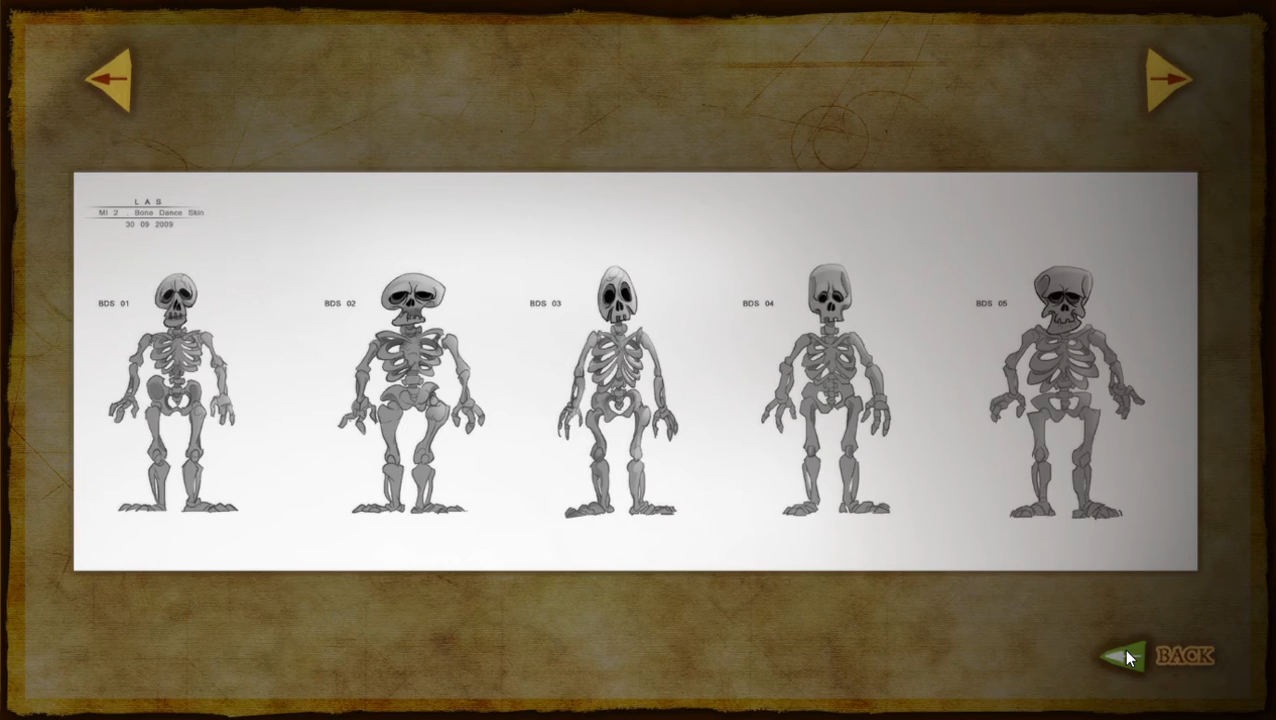 L A S
MI 2 . Bone Dance Skin
30 09 2009
BDS 01
BDS 02
BDS 03
BDS 04
BDS 05
BACK